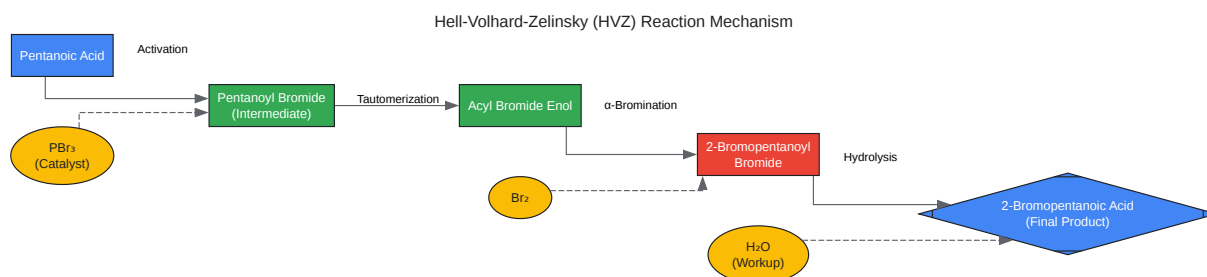 Hell-Volhard-Zelinsky (HVZ) Reaction Mechanism
Pentanoic Acid
Activation
Pentanoyl Bromide
(Intermediate)
Tautomerization
Acyl Bromide Enol
α-Bromination
PBr₃
(Catalyst)
2-Bromopentanoyl
Bromide
Hydrolysis
Br₂
2-Bromopentanoic Acid
(Final Product)
H₂O
(Workup)